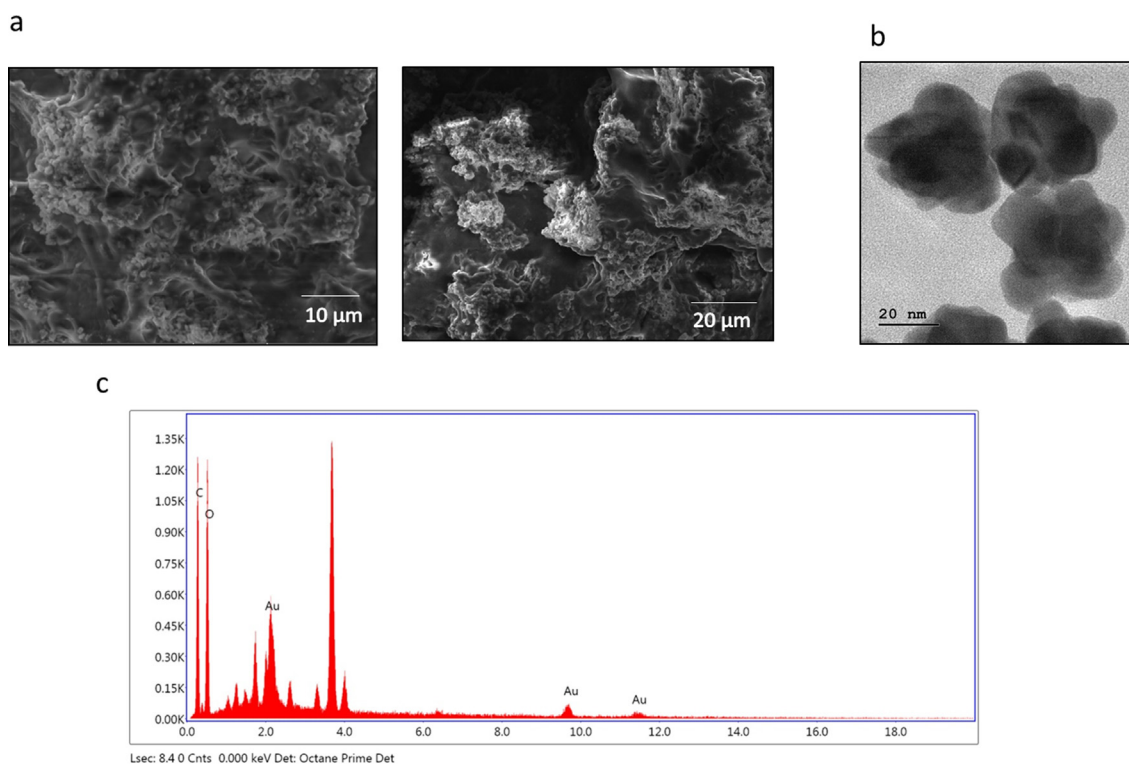 a
b
10 µm
20 µm
20 nm
c
1.35K
1.20K
1.05K
0.90K
0.75K
0.60K
0.45K
0.30K
0.15K
0.00K
C
O
Au
Au
Au
0.0 2.0 4.0 6.0 8.0 10.0 12.0 14.0 16.0 18.0
Lsec: 8.4 0 Cnts 0.000 keV Det: Octane Prime Det